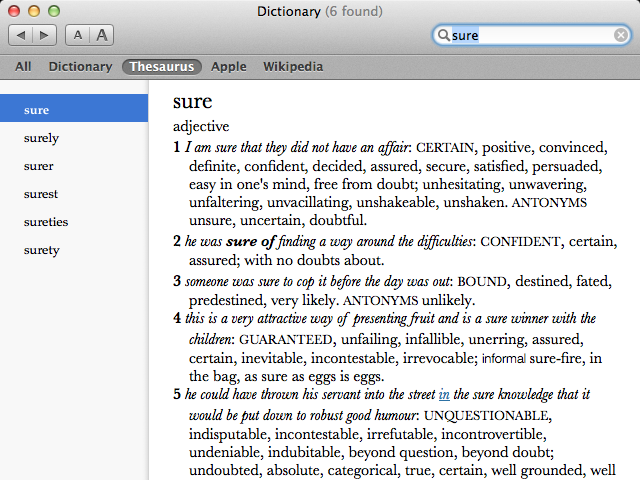 Dictionary (6 found)
A A
sure
All Dictionary Thesaurus Apple Wikipedia
sure
surely
surer
surest
sureties
surety
sure
adjective
1 I am sure that they did not have an affair: CERTAIN, positive, convinced,
definite, confident, decided, assured, secure, satisfied, persuaded,
easy in one's mind, free from doubt; unhesitating, unwavering,
unfaltering, unvacillating, unshakeable, unshaken. ANTONYMS
unsure, uncertain, doubtful.
2 he was sure of finding a way around the difficulties: CONFIDENT, certain,
assured; with no doubts about.
3 someone was sure to cop it before the day was out: BOUND, destined, fated,
predestined, very likely. ANTONYMS unlikely.
4 this is a very attractive way of presenting fruit and is a sure winner with the
children: GUARANTEED, unfailing, infallible, unerring, assured,
certain, inevitable, incontestable, irrevocable; informal sure-fire, in
the bag, as sure as eggs is eggs.
5 he could have thrown his servant into the street in the sure knowledge that it
would be put down to robust good humour: UNQUESTIONABLE,
indisputable, incontestable, irrefutable, incontrovertible,
undeniable, indubitable, beyond question, beyond doubt;
undoubted, absolute, categorical, true, certain, well grounded, well